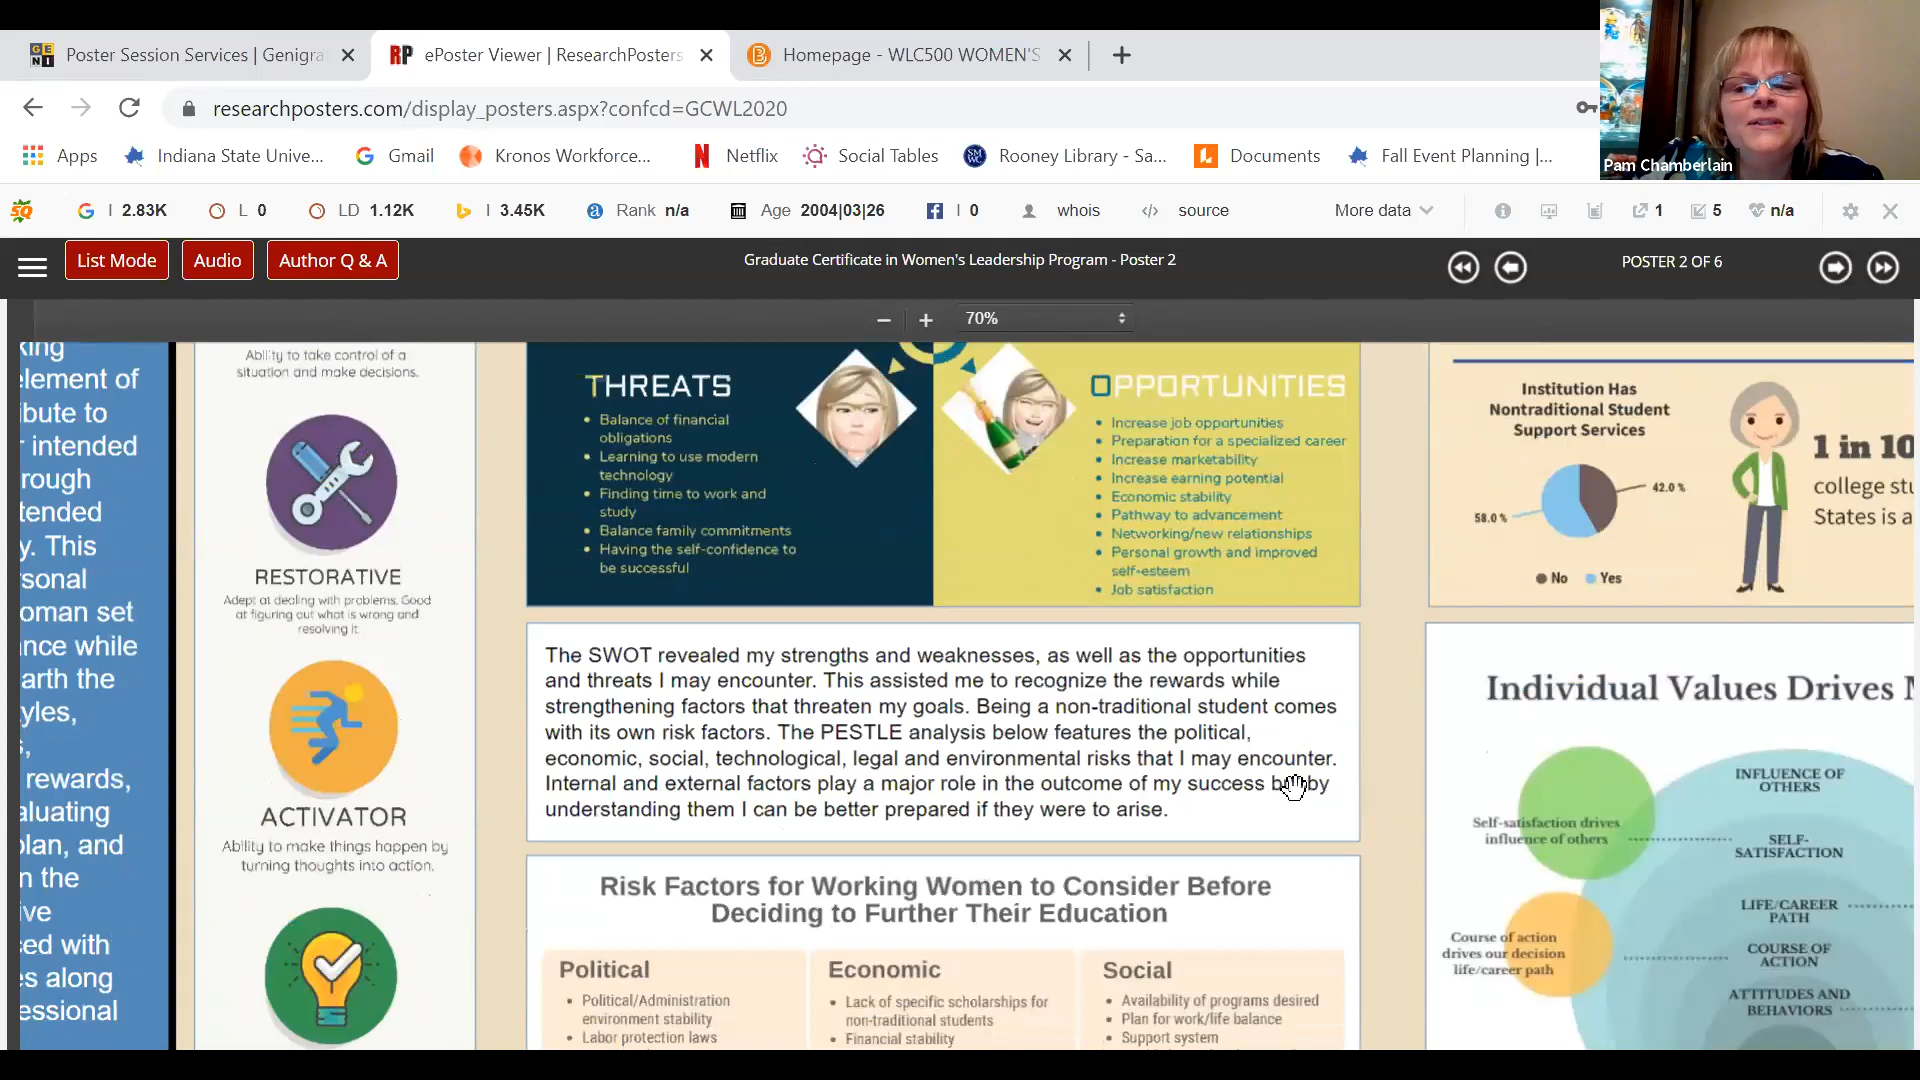 Poster Session Services | Genigra
ePoster Viewer | ResearchPosters
Homepage - WLC500 WOMEN'S
researchposters.com/display_posters.aspx?confcd=GCWL2020
Apps
Indiana State Unive...
Gmail
Kronos Workforce...
Netflix
Social Tables
Rooney Library - Sa...
Documents
Fall Event Planning |...
Pam Chamberlain
I 2.83K
L 0
LD 1.12K
I 3.45K
Rank n/a
Age 2004|03|26
I 0
whois
source
More data
1
5
n/a
List Mode
Audio
Author Q & A
Graduate Certificate in Women's Leadership Program - Poster 2
POSTER 2 OF 6
70%
king
element of
ibute to
r intended
rough
tended
y. This
rsonal
oman set
ance while
arth the
yles,
s,
rewards,
aluating
plan, and
n the
ive
ced with
es along
essional
Ability to take control of a
situation and make decisions.
RESTORATIVE
Adept at dealing with problems. Good
at figuring out what is wrong and
resolving it
ACTIVATOR
Ability to make things happen by
turning thoughts into action.
THREATS
Balance of financial
obligations
Learning to use modern
technology
Finding time to work and
study
Balance family commitments
Having the self-confidence to
be successful
OPPORTUNITIES
Increase job opportunities
Preparation for a specialized career
Increase marketability
Increase earning potential
Economic stability
Pathway to advancement
Networking/new relationships
Personal growth and improved
self-esteem
Job satisfaction
The SWOT revealed my strengths and weaknesses, as well as the opportunities
and threats I may encounter. This assisted me to recognize the rewards while
strengthening factors that threaten my goals. Being a non-traditional student comes
with its own risk factors. The PESTLE analysis below features the political,
economic, social, technological, legal and environmental risks that I may encounter.
Internal and external factors play a major role in the outcome of my success by
understanding them I can be better prepared if they were to arise.
Risk Factors for Working Women to Consider Before
Deciding to Further Their Education
Political
Political/Administration
environment stability
Labor protection laws
Economic
Lack of specific scholarships for
non-traditional students
Financial stability
Social
Availability of programs desired
Plan for work/life balance
Support system
Institution Has
Nontraditional Student
Support Services
42.0 %
58.0 %
No
Yes
1 in 10
college stu
States is a
Individual Values Drives M
INFLUENCE OF
OTHERS
Self-satisfaction drives
influence of others
SELF-
SATISFACTION
LIFE/CAREER
PATH
Course of action
drives our decision
life/career path
COURSE OF
ACTION
ATTITUDES AND
BEHAVIORS